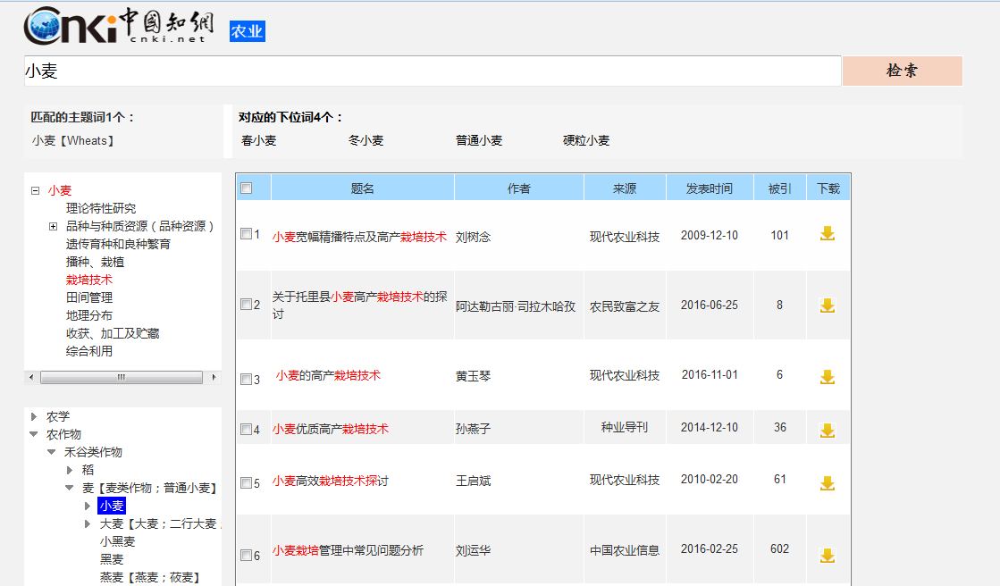 Cnki中國知網 农业
cnki.net
小麦 检索
匹配的主题词1个：
小麦【Wheats】
对应的下位词4个：
春小麦 冬小麦 普通小麦 硬粒小麦
小麦
理论特性研究
品种与种质资源（品种资源）
遗传育种和良种繁育
播种、栽植
栽培技术
田间管理
地理分布
收获、加工及贮藏
综合利用
农学
农作物
禾谷类作物
稻
麦【麦类作物；普通小麦】
小麦
大麦【大麦；二行大麦；
小黑麦
黑麦
燕麦【燕麦；莜麦】
题名 作者 来源 发表时间 被引 下载
1 小麦宽幅精播特点及高产栽培技术 刘树念 现代农业科技 2009-12-10 101
2 关于托里县小麦高产栽培技术的探
讨 阿达勒古丽·司拉木哈孜 农民致富之友 2016-06-25 8
3 小麦的高产栽培技术 黄玉琴 现代农业科技 2016-11-01 6
4 小麦优质高产栽培技术 孙燕子 种业导刊 2014-12-10 36
5 小麦高效栽培技术探讨 王启斌 现代农业科技 2010-02-20 61
6 小麦栽培管理中常见问题分析 刘运华 中国农业信息 2016-02-25 602